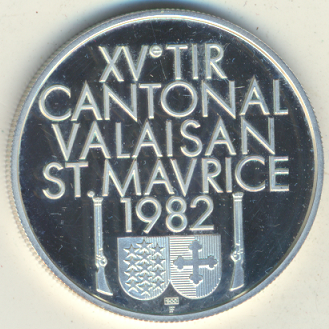 XVe TIR
CANTONAL
VALAISAN
ST. MAVRICE
1982